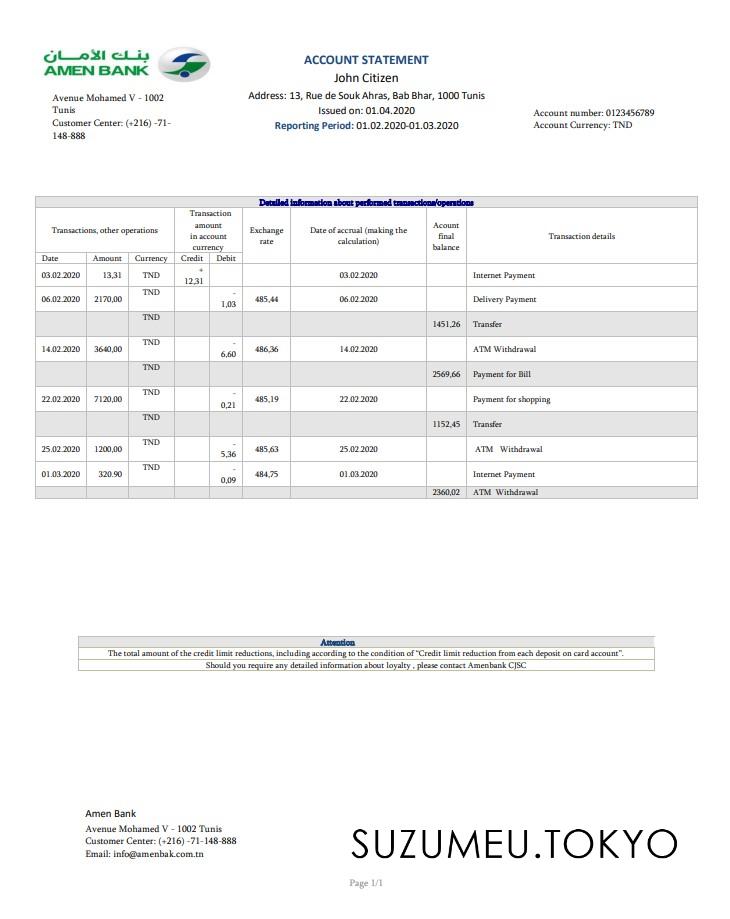 بنك الأمان
AMEN BANK
Avenue Mohamed V - 1002
Tunis
Customer Center: (+216) -71-
148-888
ACCOUNT STATEMENT
John Citizen
Address: 13, Rue de Souk Ahras, Bab Bhar, 1000 Tunis
Issued on: 01.04.2020
Reporting Period: 01.02.2020-01.03.2020
Account number: 0123456789
Account Currency: TND
Detailed information about performed transactions/operations
Transactions, other operations
Transaction
amount
in account
currency
Exchange
rate
Date of accrual (making the
calculation)
Acount
final
balance
Transaction details
Date Amount Currency Credit Debit
03.02.2020 13,31 TND + 12,31 03.02.2020 Internet Payment
06.02.2020 2170,00 TND - 1,03 485,44 06.02.2020 Delivery Payment
TND 1451,26 Transfer
14.02.2020 3640,00 TND - 6,60 486,36 14.02.2020 ATM Withdrawal
TND 2569,66 Payment for Bill
22.02.2020 7120,00 TND - 0,21 485,19 22.02.2020 Payment for shopping
TND 1152,45 Transfer
25.02.2020 1200,00 TND - 5,36 485,63 25.02.2020 ATM Withdrawal
01.03.2020 320.90 TND - 0,09 484,75 01.03.2020 Internet Payment
2360,02 ATM Withdrawal
Attention
The total amount of the credit limit reductions, including according to the condition of “Credit limit reduction from each deposit on card account”.
Should you require any detailed information about loyalty , please contact Amenbank CJSC
Amen Bank
Avenue Mohamed V - 1002 Tunis
Customer Center: (+216) -71-148-888
Email: info@amenbak.com.tn
SUZUMEU.TOKYO
Page 1/1